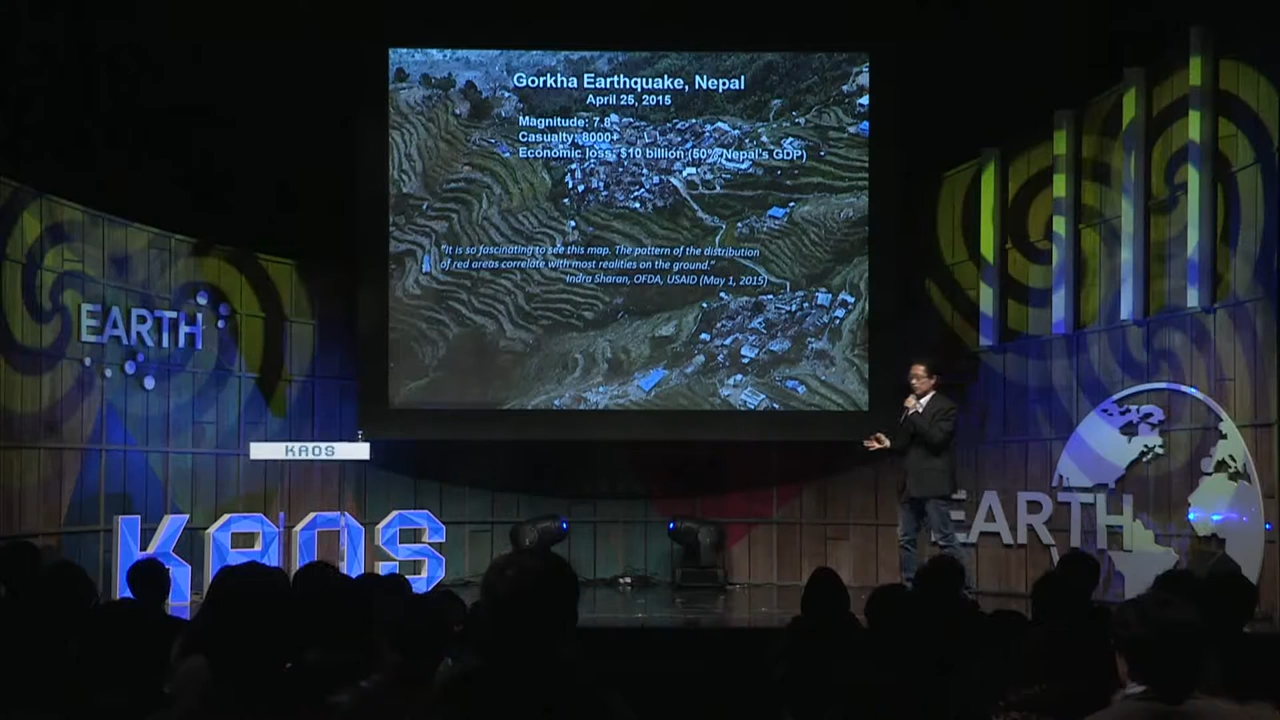 Gorkha Earthquake, Nepal
April 25, 2015
Magnitude: 7.8
Casualty: 8000+
Economic loss: $10 billion (50% Nepal's GDP)
"It is so fascinating to see this map. The pattern of the distribution
of red areas correlate with most realities on the ground."
Indra Sharan, OFDA, USAID (May 1, 2015)
EARTH
KAOS
KAOS
EARTH